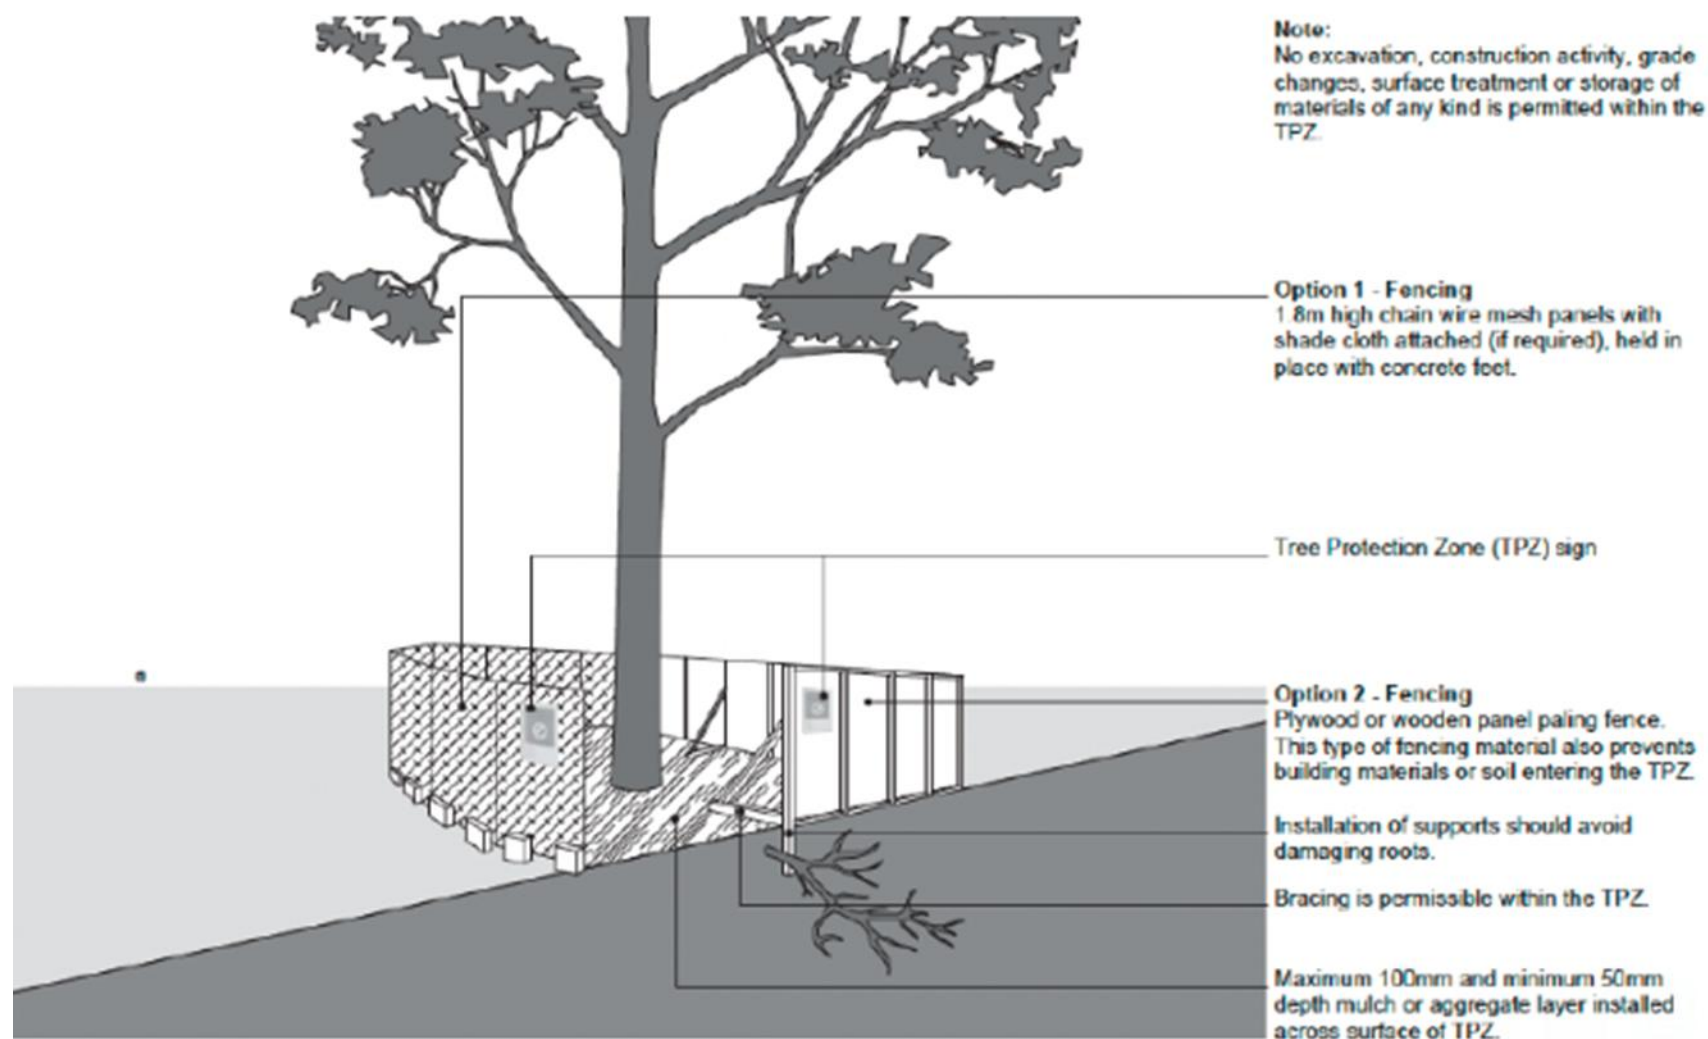 Note:
No excavation, construction activity, grade
changes, surface treatment or storage of
materials of any kind is permitted within the
TPZ.
Option 1 - Fencing
1.8m high chain wire mesh panels with
shade cloth attached (if required), held in
place with concrete feet.
Tree Protection Zone (TPZ) sign
Option 2 - Fencing
Plywood or wooden panel paling fence.
This type of fencing material also prevents
building materials or soil entering the TPZ.
Installation of supports should avoid
damaging roots.
Bracing is permissible within the TPZ.
Maximum 100mm and minimum 50mm
depth mulch or aggregate layer installed
across surface of TPZ.